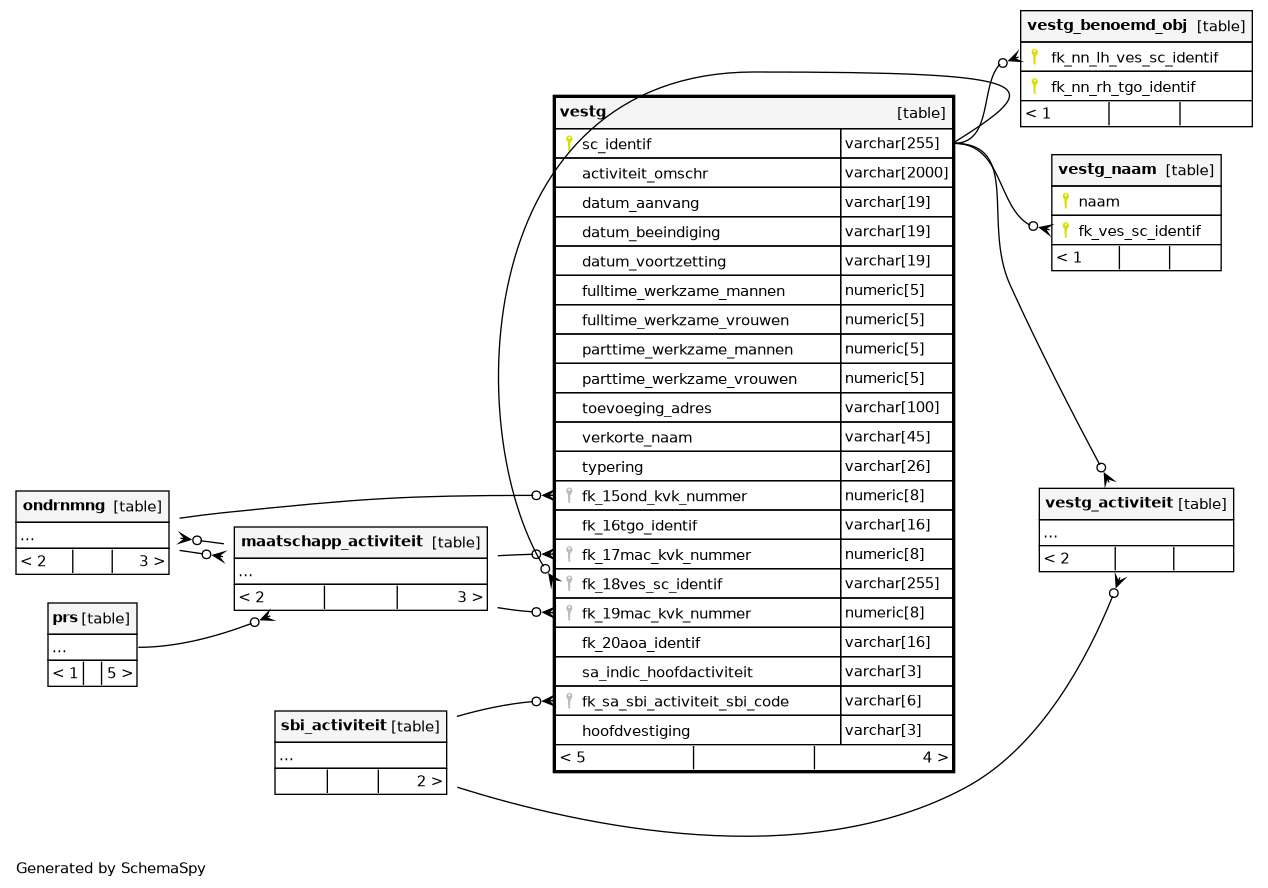 vestg_benoemd_obj [table]
fk_nn_lh_ves_sc_identif
fk_nn_rh_tgo_identif
< 1
vestg_naam [table]
naam
fk_ves_sc_identif
< 1
vestg [table]
sc_identif varchar[255]
activiteit_omschr varchar[2000]
datum_aanvang varchar[19]
datum_beeindiging varchar[19]
datum_voortzetting varchar[19]
fulltime_werkzame_mannen numeric[5]
fulltime_werkzame_vrouwen numeric[5]
parttime_werkzame_mannen numeric[5]
parttime_werkzame_vrouwen numeric[5]
toevoeging_adres varchar[100]
verkorte_naam varchar[45]
typering varchar[26]
fk_15ond_kvk_nummer numeric[8]
fk_16tgo_identif varchar[16]
fk_17mac_kvk_nummer numeric[8]
fk_18ves_sc_identif varchar[255]
fk_19mac_kvk_nummer numeric[8]
fk_20aoa_identif varchar[16]
sa_indic_hoofdactiviteit varchar[3]
fk_sa_sbi_activiteit_sbi_code varchar[6]
hoofdvestiging varchar[3]
< 5 4 >
ondrnmng [table]
...
< 2 3 >
maatschapp_activiteit [table]
...
< 2 3 >
vestg_activiteit [table]
...
< 2
prs [table]
...
< 1 5 >
sbi_activiteit [table]
...
2 >
Generated by SchemaSpy